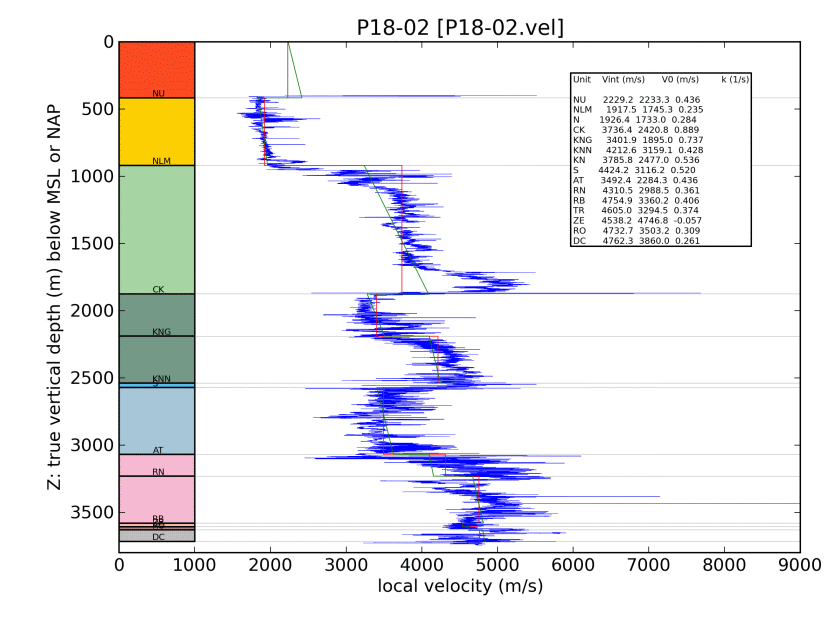 P18-02 [P18-02.vel]
Z: true vertical depth (m) below MSL or NAP
0
500
1000
1500
2000
2500
3000
3500
NU
NLM
CK
KNG
KNN
AT
RN
RB
DC
Unit Vint (m/s) V0 (m/s) k (1/s)
NU 2229.2 2233.3 0.436
NLM 1917.5 1745.3 0.235
N 1926.4 1733.0 0.284
CK 3736.4 2420.8 0.889
KNG 3401.9 1895.0 0.737
KNN 4212.6 3159.1 0.428
KN 3785.8 2477.0 0.536
S 4424.2 3116.2 0.520
AT 3492.4 2284.3 0.436
RN 4310.5 2988.5 0.361
RB 4754.9 3360.2 0.406
TR 4605.0 3294.5 0.374
ZE 4538.2 4746.8 -0.057
RO 4732.7 3503.2 0.309
DC 4762.3 3860.0 0.261
0 1000 2000 3000 4000 5000 6000 7000 8000 9000
local velocity (m/s)